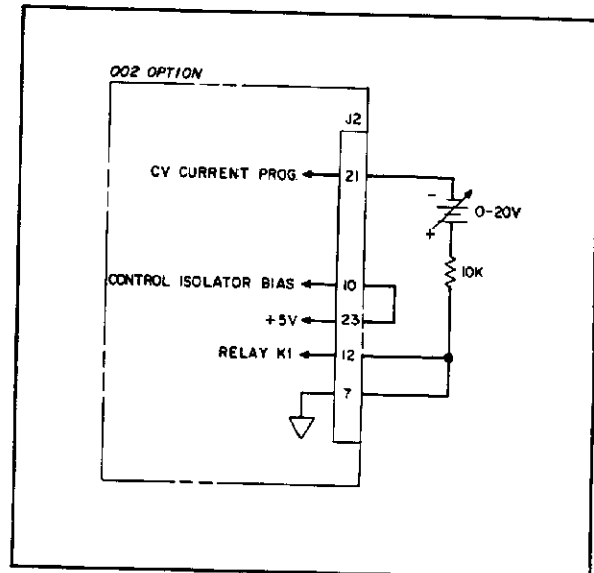 002 OPTION
J2
CV CURRENT PROG. 21
-
0-20V
+
10K
CONTROL ISOLATOR BIAS 10
+5V 23
RELAY K1 12
7